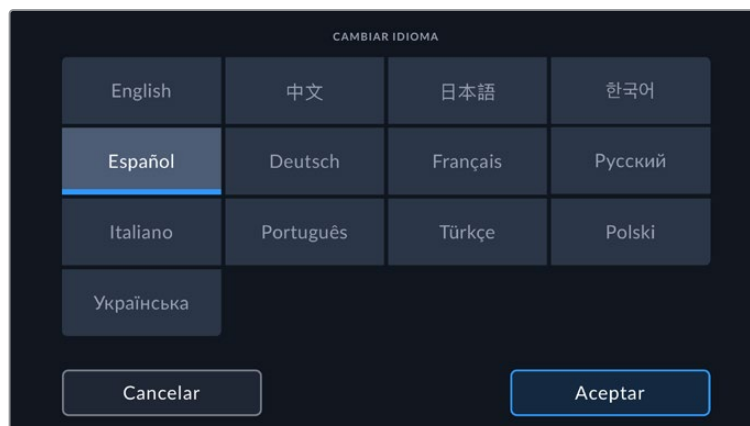 CAMBIAR IDIOMA
English 中文 日本語 한국어
Español Deutsch Français Русский
Italiano Português Türkçe Polski
Українська
Cancelar Aceptar